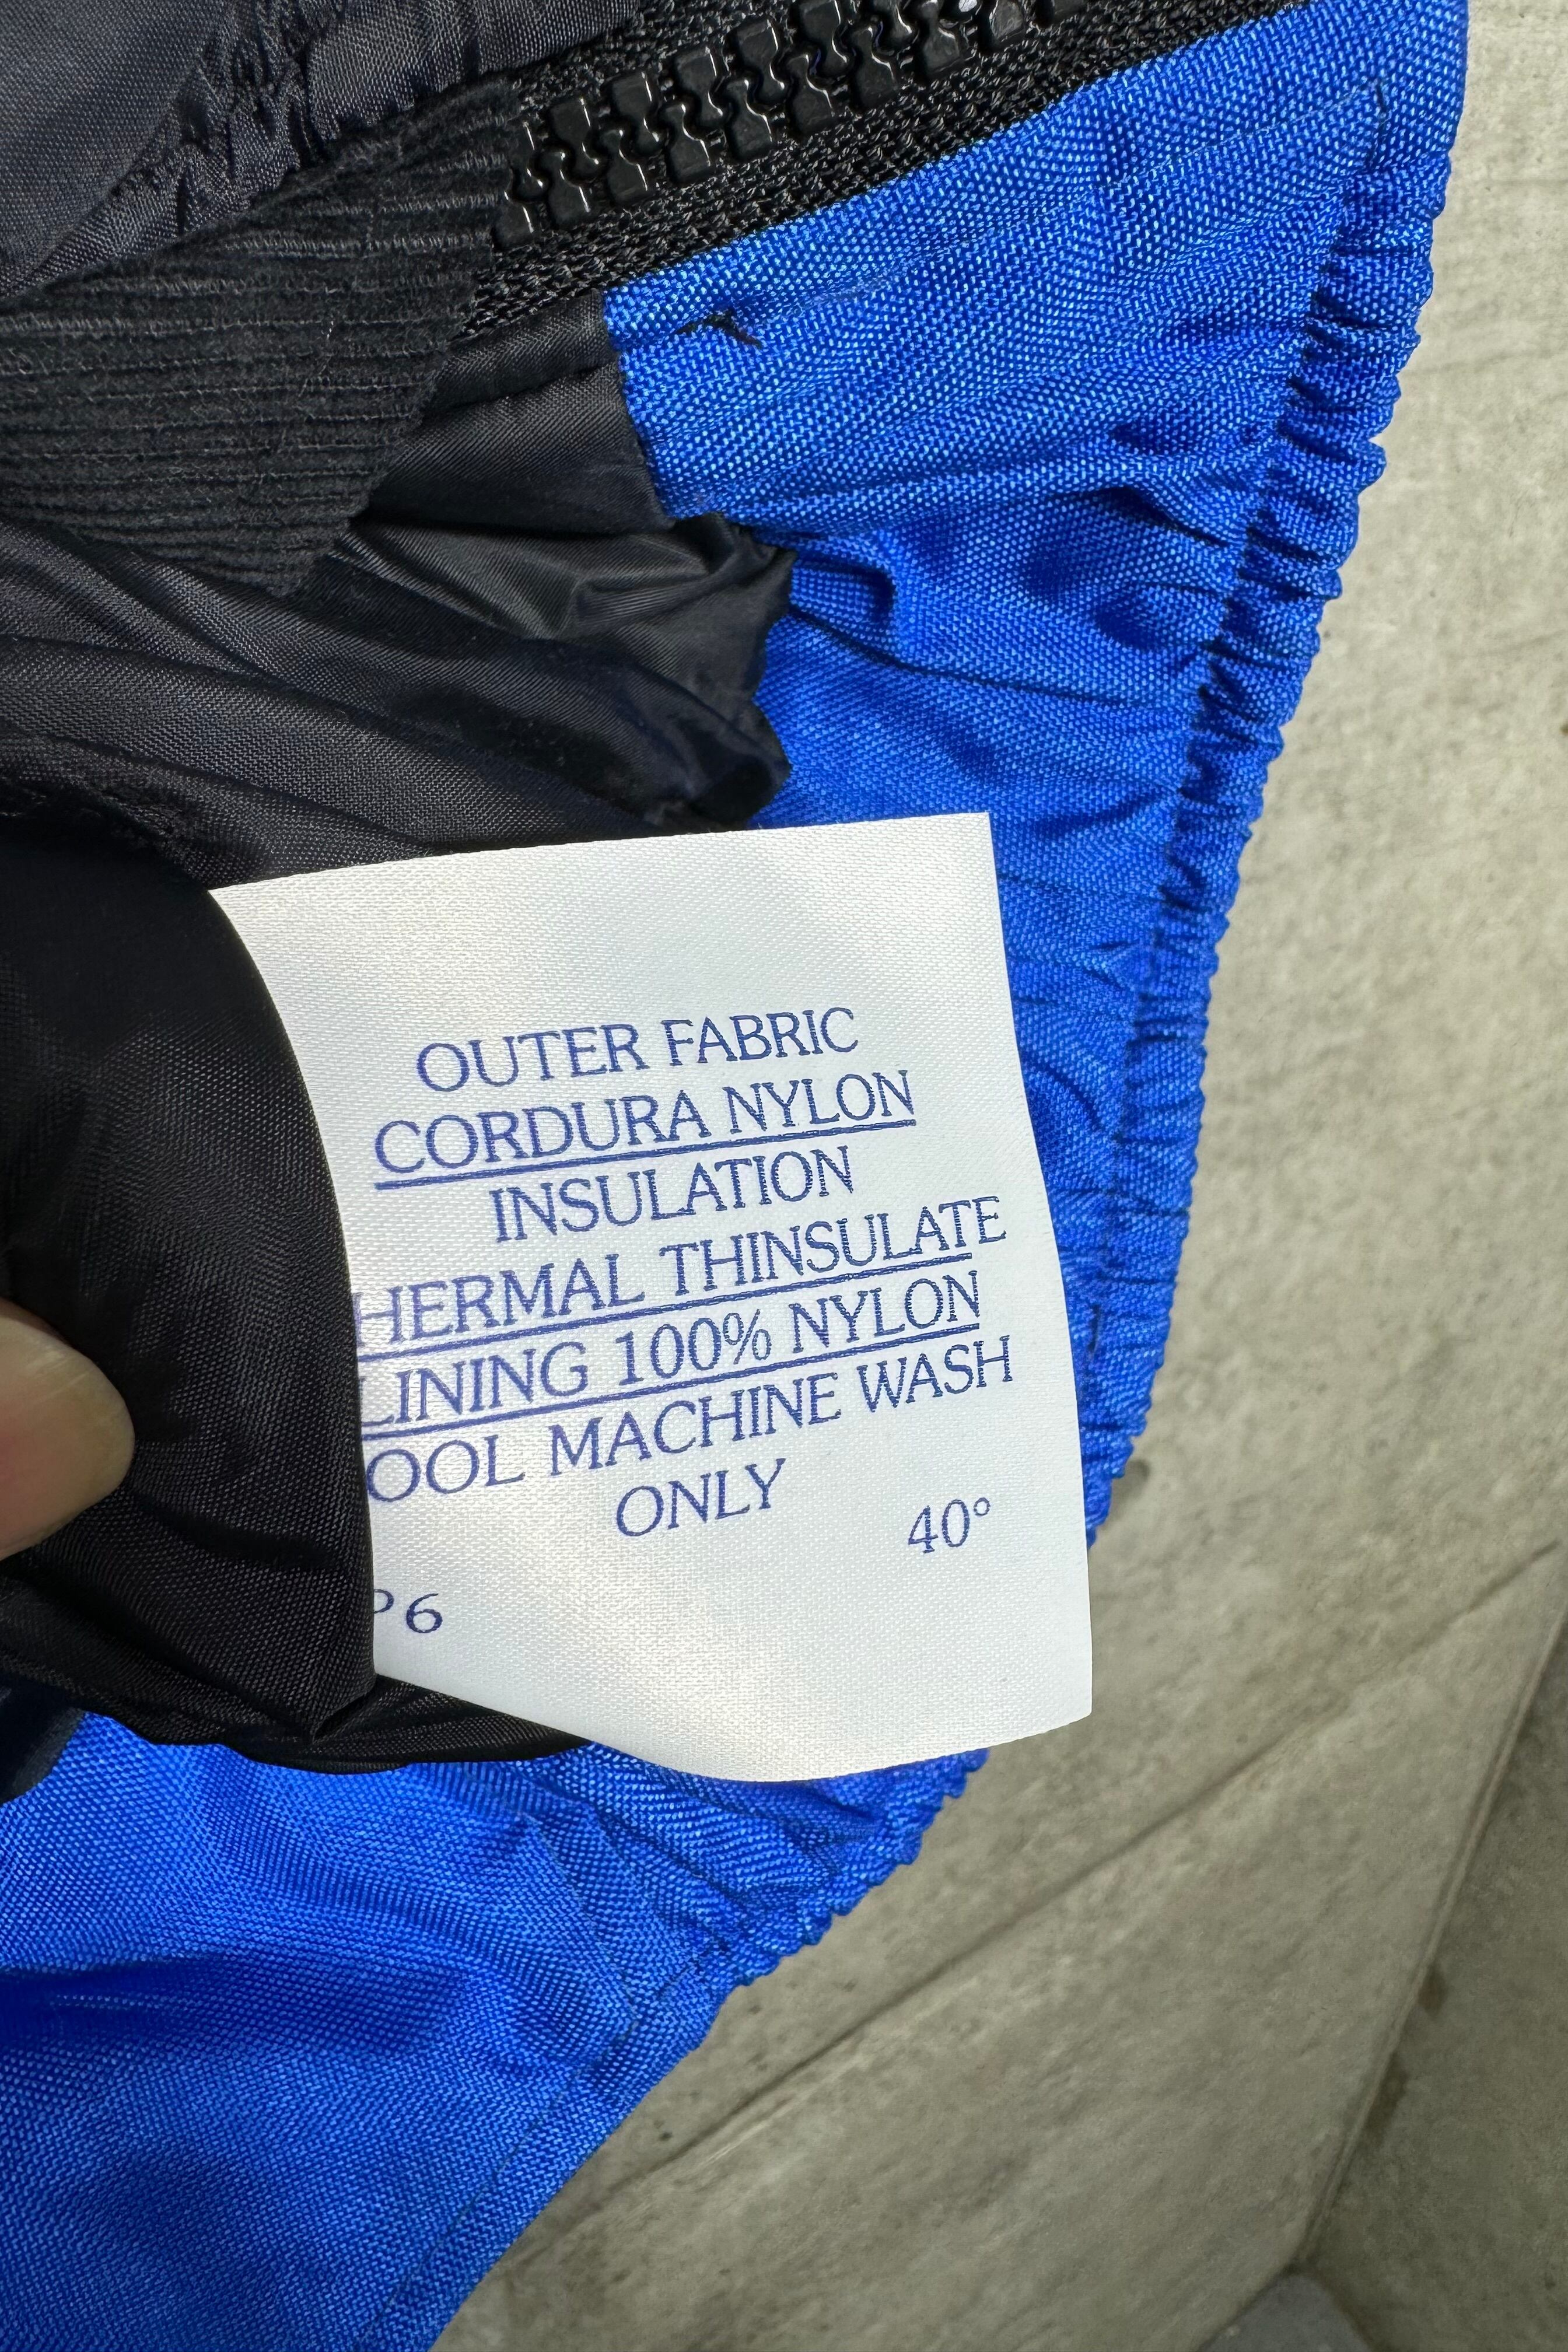 OUTER FABRIC
CORDURA NYLON
INSULATION
HERMAL THINSULATE
LINING 100% NYLON
OOL MACHINE WASH
ONLY
40°
P6